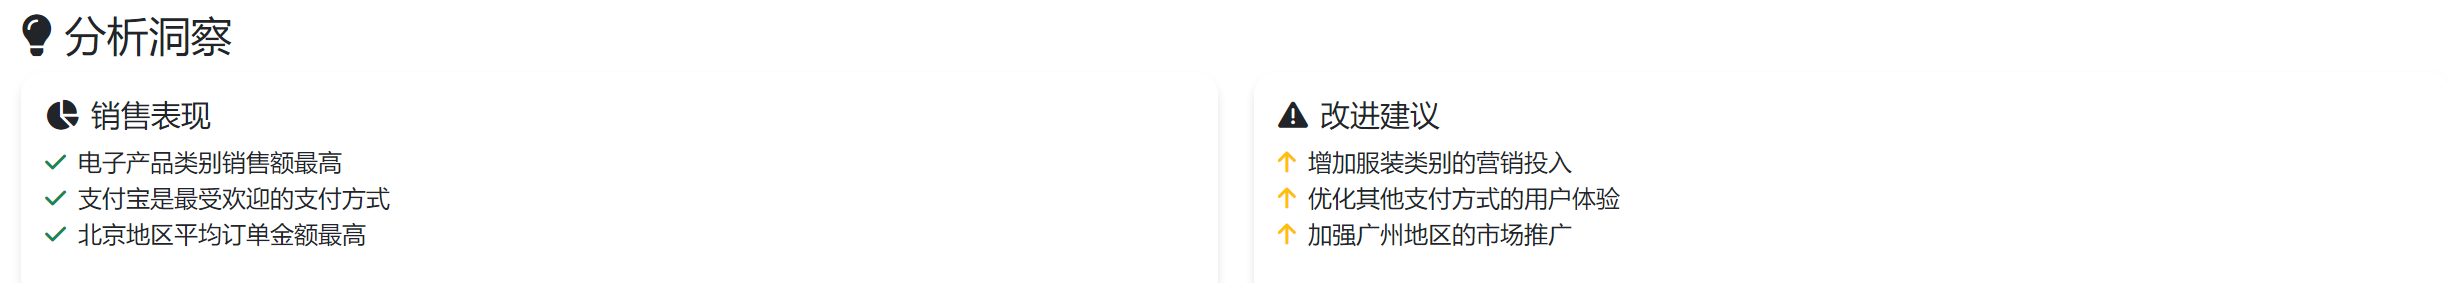 分析洞察
销售表现
电子产品类别销售额最高
支付宝是最受欢迎的支付方式
北京地区平均订单金额最高
改进建议
增加服装类别的营销投入
优化其他支付方式的用户体验
加强广州地区的市场推广